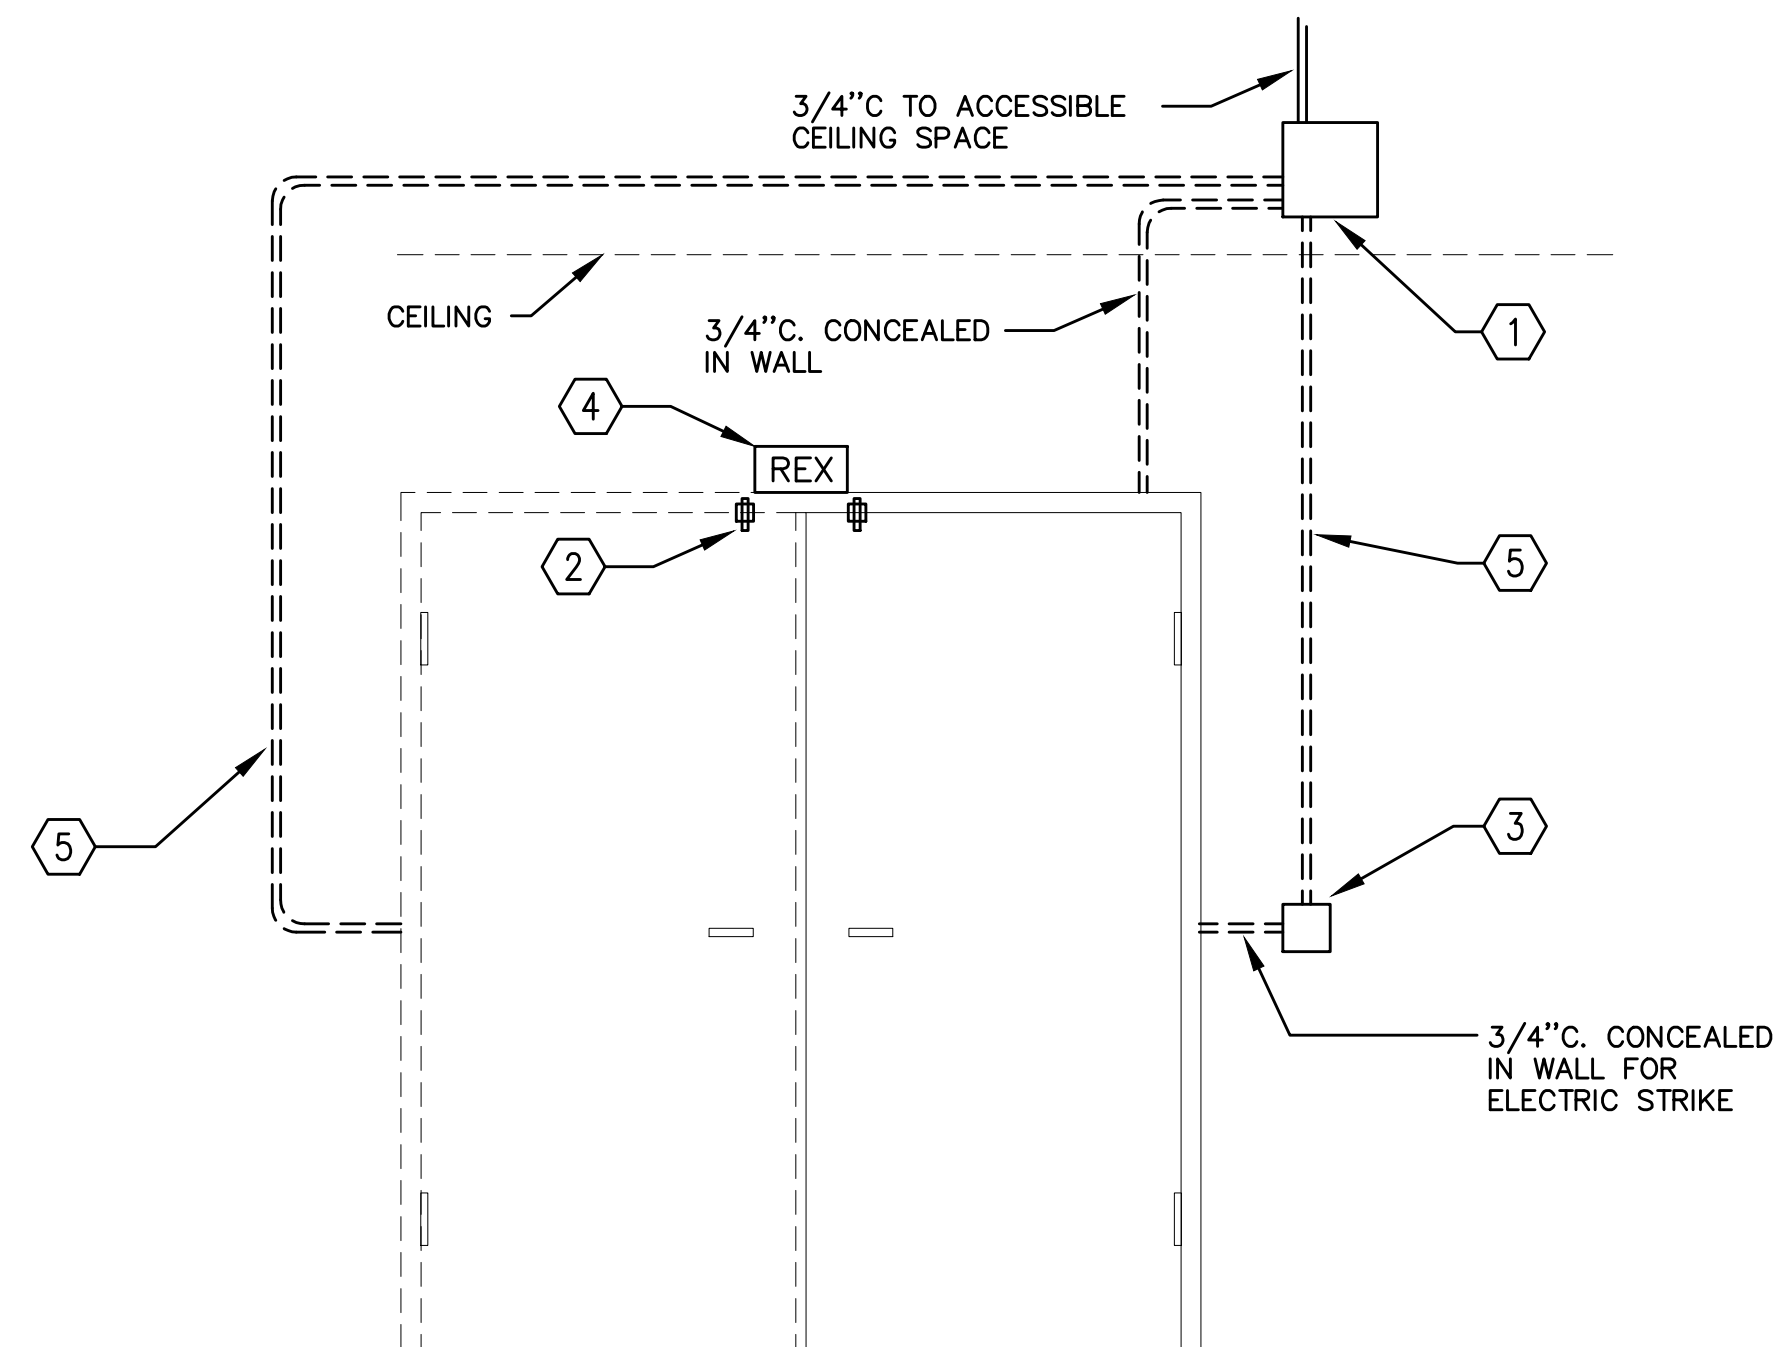 3/4"C TO ACCESSIBLE
CEILING SPACE
CEILING
3/4"C. CONCEALED
IN WALL
1
4
REX
2
5
3
5
3/4"C. CONCEALED
IN WALL FOR
ELECTRIC STRIKE